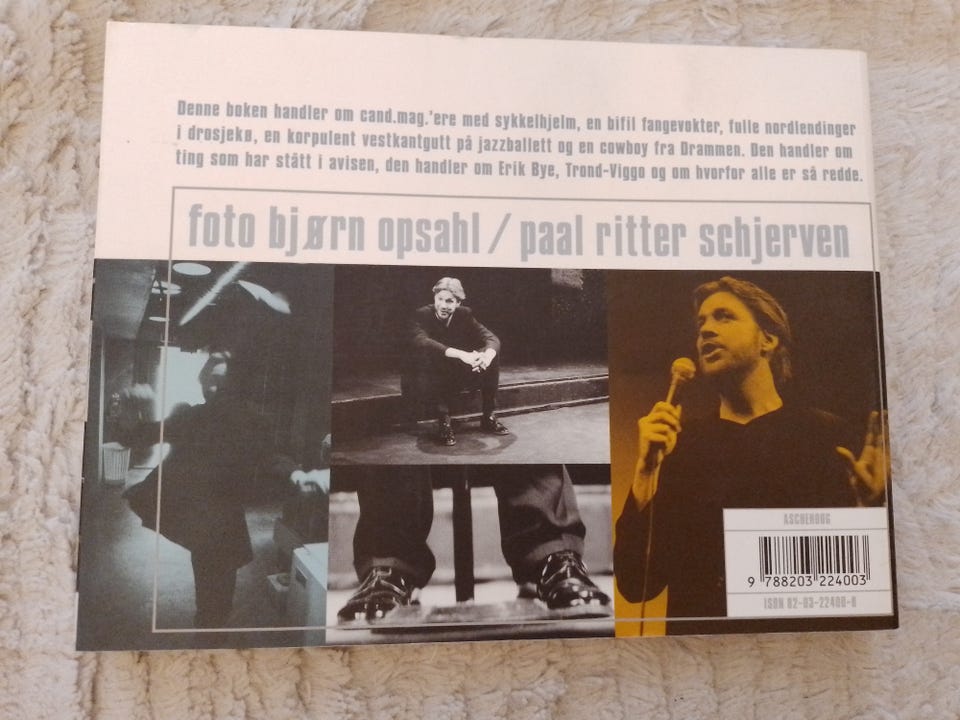 Denne boken handler om cand.mag.'ere med sykkelhjelm, en bifil fangevokter, fulle nordlendinger
i drosjekø, en korpulent vestkantgutt på jazzballett og en cowboy fra Drammen. Den handler om
ting som har stått i avisen, den handler om Erik Bye, Trond-Viggo og om hvorfor alle er så redde.
foto bjørn opsahl / paal ritter schjerven
ASCHEHOUG
9 788203 224003
ISBN 82-03-22400-8